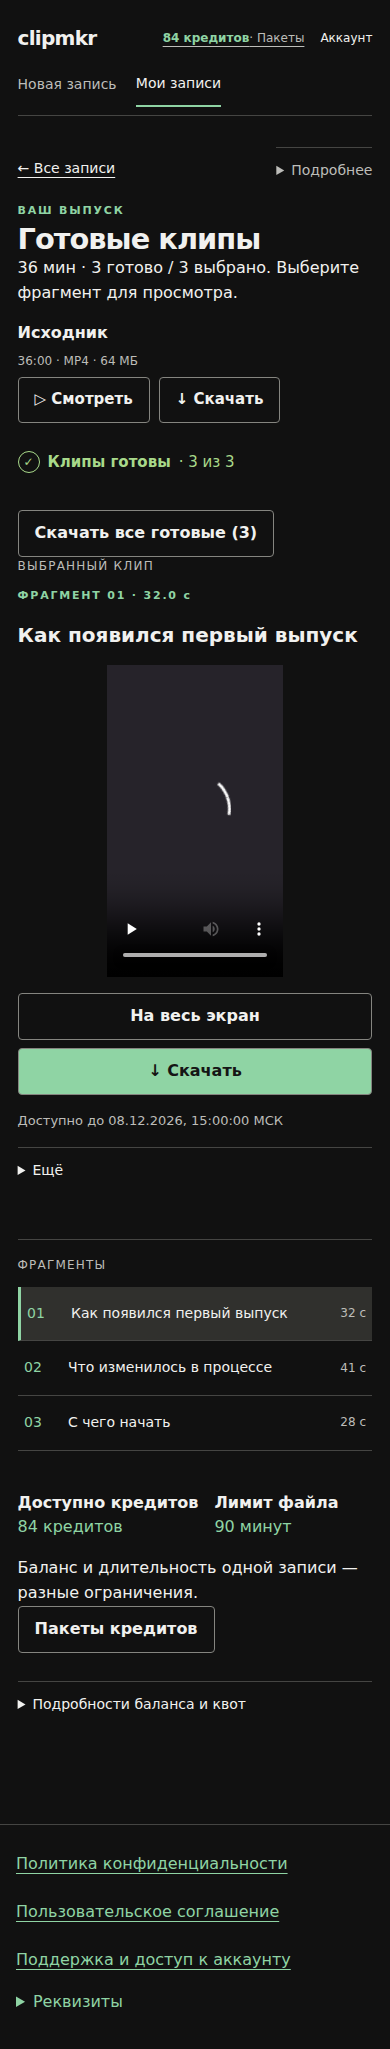 clipmkr
84 кредитов · Пакеты
Аккаунт
Новая запись
Мои записи
← Все записи
▶ Подробнее
ВАШ ВЫПУСК
Готовые клипы
36 мин · 3 готово / 3 выбрано. Выберите
фрагмент для просмотра.
Исходник
36:00 · MP4 · 64 МБ
▷ Смотреть
↓ Скачать
✓ Клипы готовы · 3 из 3
Скачать все готовые (3)
ВЫБРАННЫЙ КЛИП
ФРАГМЕНТ 01 · 32.0 с
Как появился первый выпуск
На весь экран
↓ Скачать
Доступно до 08.12.2026, 15:00:00 МСК
▶ Ещё
ФРАГМЕНТЫ
01 Как появился первый выпуск 32 с
02 Что изменилось в процессе 41 с
03 С чего начать 28 с
Доступно кредитов
84 кредитов
Лимит файла
90 минут
Баланс и длительность одной записи —
разные ограничения.
Пакеты кредитов
▶ Подробности баланса и квот
Политика конфиденциальности
Пользовательское соглашение
Поддержка и доступ к аккаунту
▶ Реквизиты